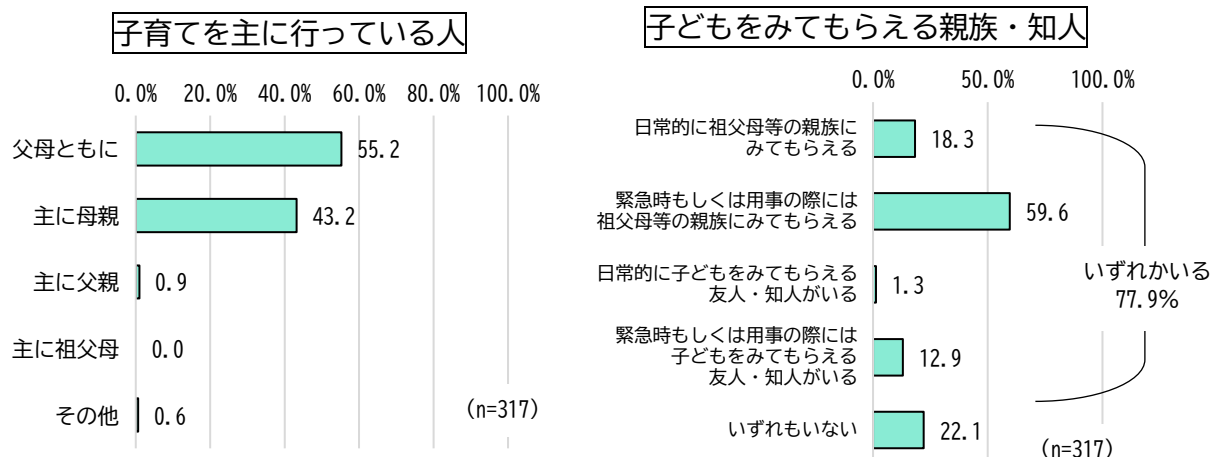 子育てを主に行っている人
0.0% 20.0% 40.0% 60.0% 80.0% 100.0%
父母ともに 55.2
主に母親 43.2
主に父親 0.9
主に祖父母 0.0
その他 0.6
(n=317)
子どもをみてもらえる親族・知人
0.0% 50.0% 100.0%
日常的に祖父母等の親族に
みてもらえる
18.3
緊急時もしくは用事の際には
祖父母等の親族にみてもらえる
59.6
日常的に子どもをみてもらえる
友人・知人がいる
1.3
緊急時もしくは用事の際には
子どもをみてもらえる
友人・知人がいる
12.9
いずれもいない 22.1
いずれかいる
77.9%
(n=317)